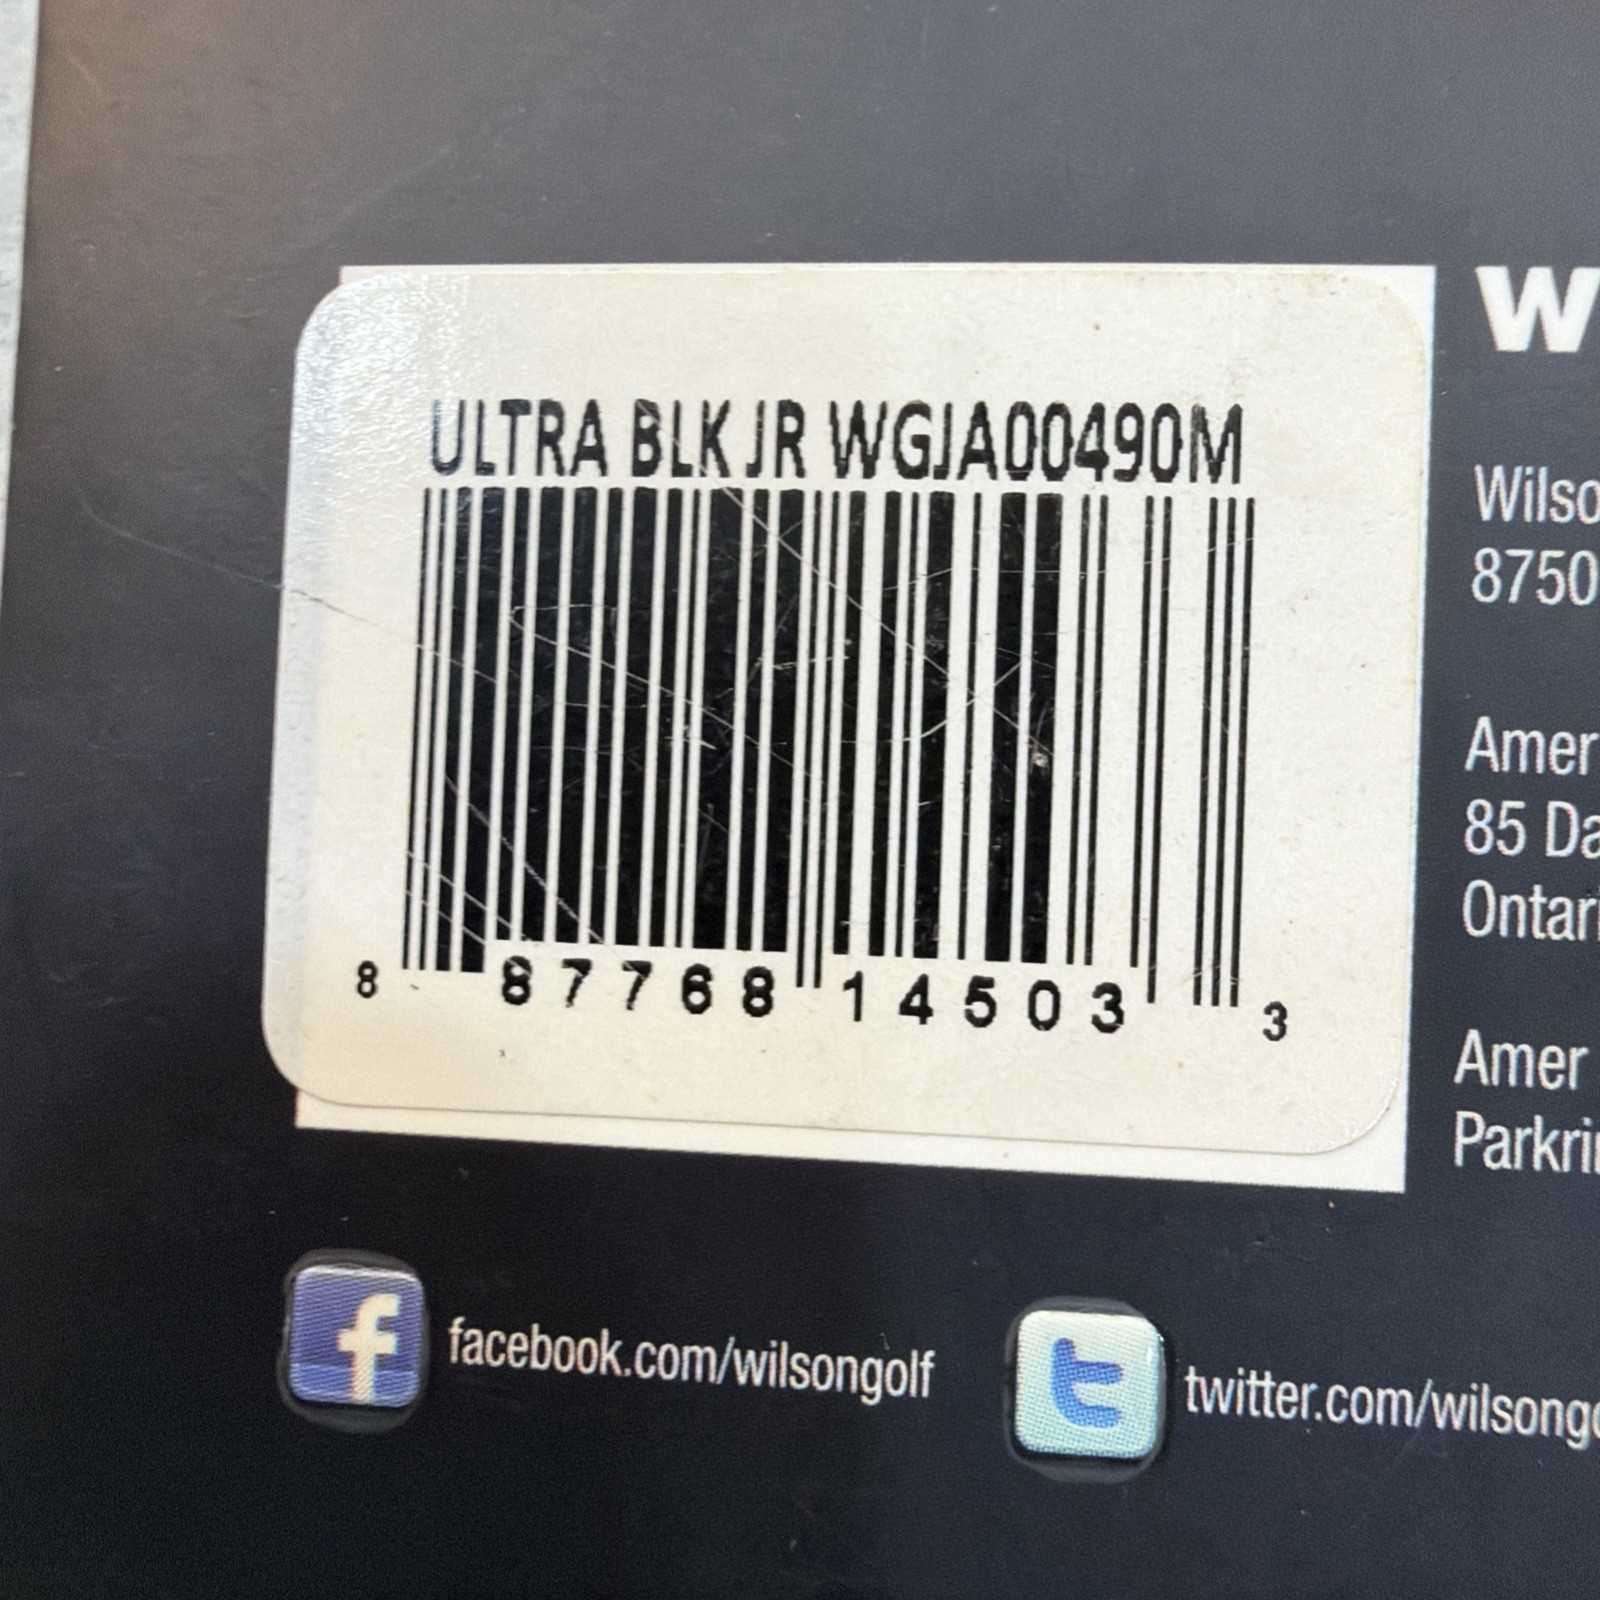 ULTRA BLK JR WGJA00490M
8 87768 14503 3
W
Wilso
8750
Amer
85 Da
Ontari
Amer
Parkri
facebook.com/wilsongolf
twitter.com/wilsongo